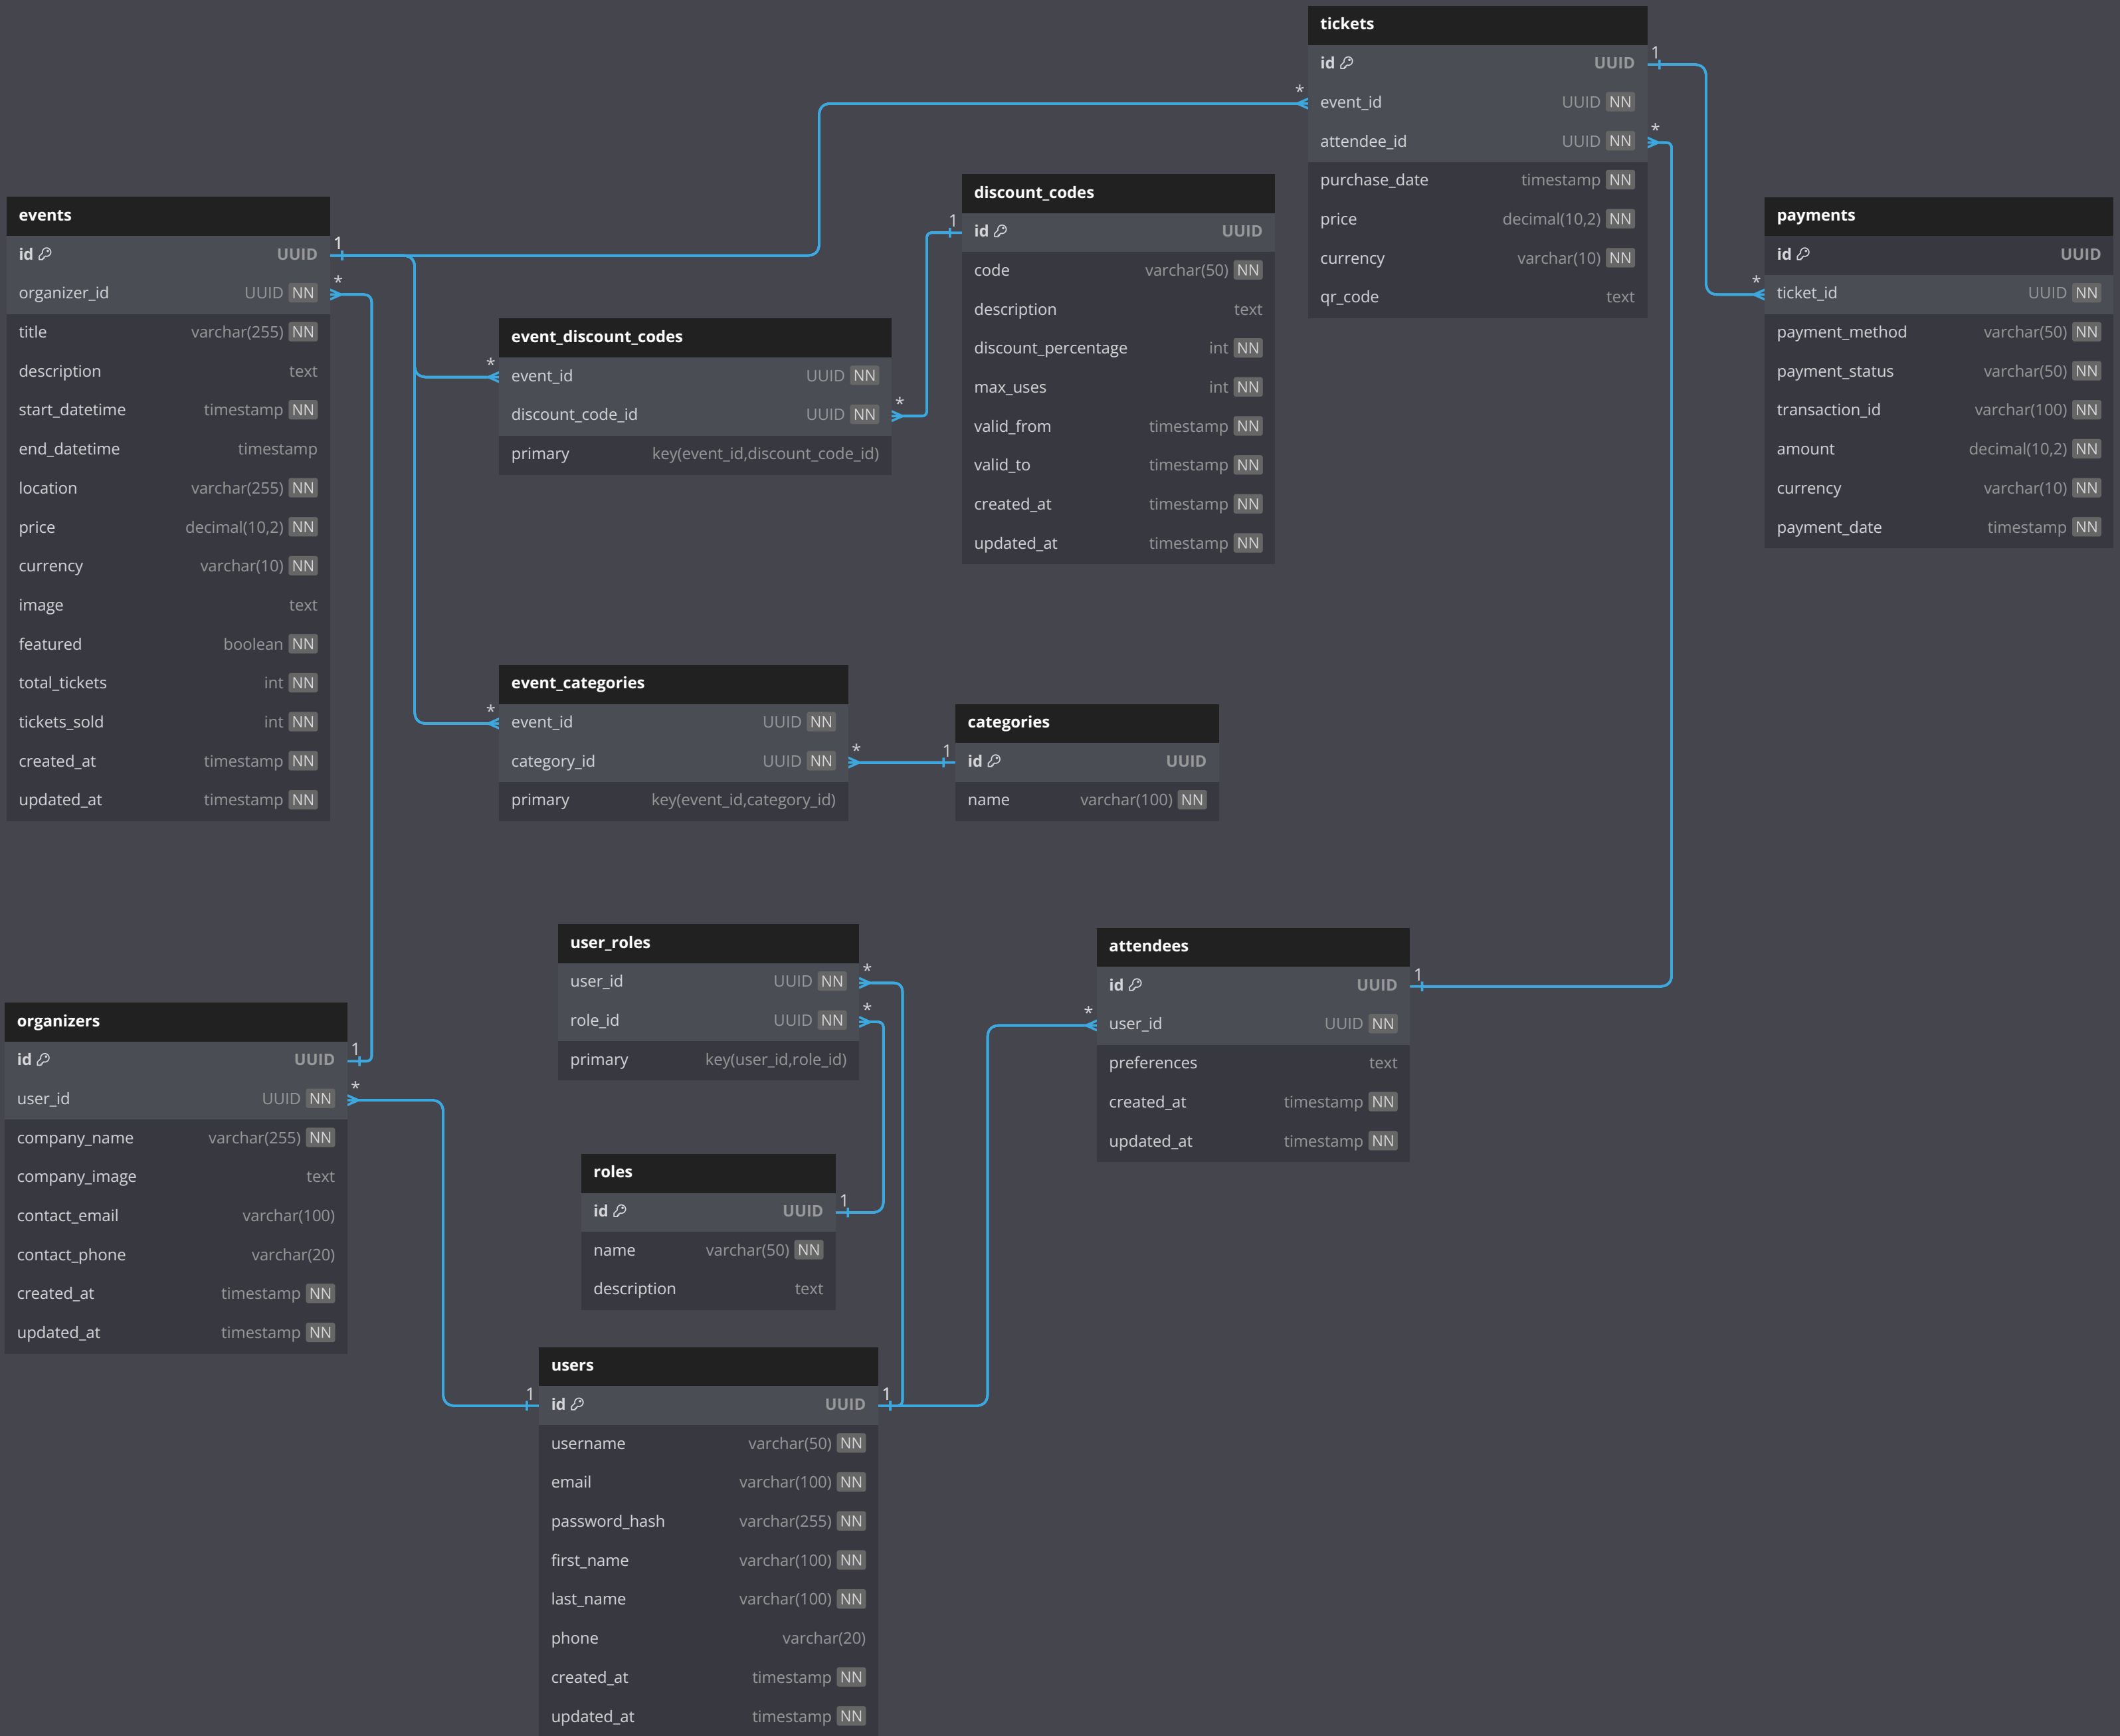 tickets
id UUID
event_id UUID NN
attendee_id UUID NN
purchase_date timestamp NN
price decimal(10,2) NN
currency varchar(10) NN
qr_code text
1
*
*
events
id UUID
organizer_id UUID NN
title varchar(255) NN
description text
start_datetime timestamp NN
end_datetime timestamp
location varchar(255) NN
price decimal(10,2) NN
currency varchar(10) NN
image text
featured boolean NN
total_tickets int NN
tickets_sold int NN
created_at timestamp NN
updated_at timestamp NN
1
*
event_discount_codes
event_id UUID NN
discount_code_id UUID NN
primary key(event_id,discount_code_id)
*
*
discount_codes
id UUID
code varchar(50) NN
description text
discount_percentage int NN
max_uses int NN
valid_from timestamp NN
valid_to timestamp NN
created_at timestamp NN
updated_at timestamp NN
1
payments
id UUID
ticket_id UUID NN
payment_method varchar(50) NN
payment_status varchar(50) NN
transaction_id varchar(100) NN
amount decimal(10,2) NN
currency varchar(10) NN
payment_date timestamp NN
*
event_categories
event_id UUID NN
category_id UUID NN
primary key(event_id,category_id)
*
*
categories
id UUID
name varchar(100) NN
1
user_roles
user_id UUID NN
role_id UUID NN
primary key(user_id,role_id)
*
*
attendees
id UUID
user_id UUID NN
preferences text
created_at timestamp NN
updated_at timestamp NN
1
*
organizers
id UUID
user_id UUID NN
company_name varchar(255) NN
company_image text
contact_email varchar(100)
contact_phone varchar(20)
created_at timestamp NN
updated_at timestamp NN
1
*
roles
id UUID
name varchar(50) NN
description text
1
users
id UUID
username varchar(50) NN
email varchar(100) NN
password_hash varchar(255) NN
first_name varchar(100) NN
last_name varchar(100) NN
phone varchar(20)
created_at timestamp NN
updated_at timestamp NN
1
1